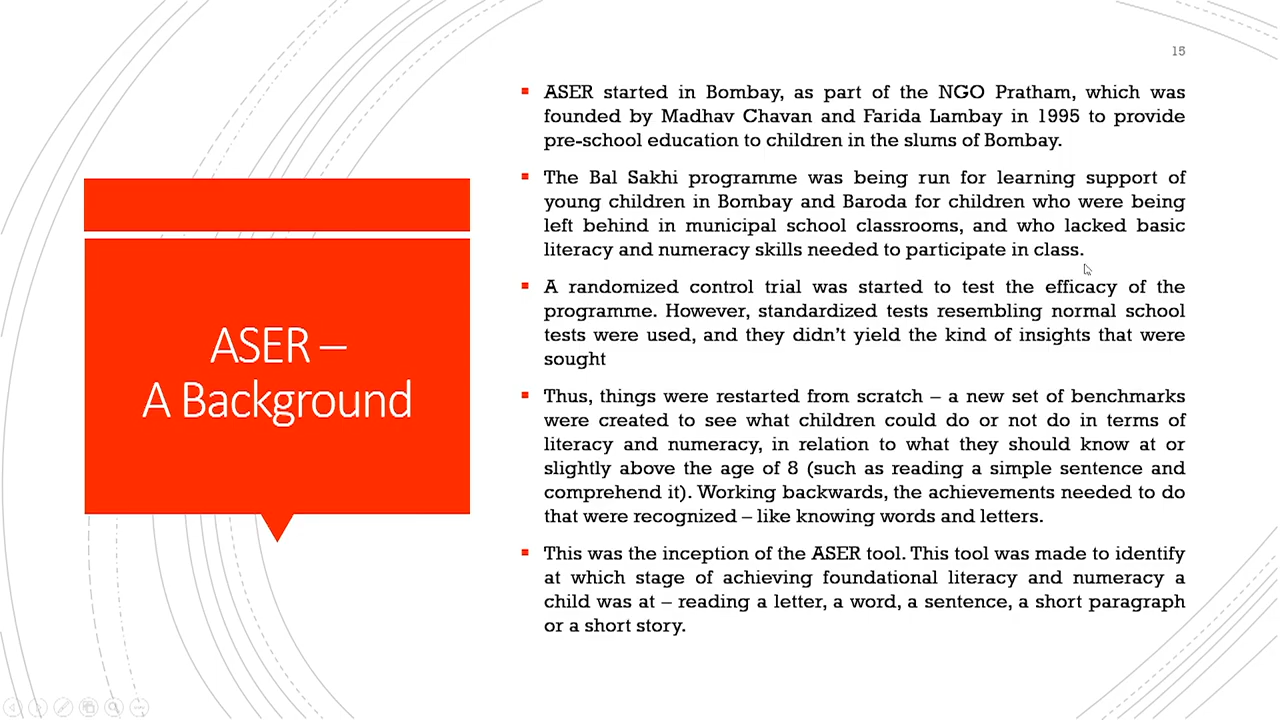 15
ASER –
A Background
ASER started in Bombay, as part of the NGO Pratham, which was
founded by Madhav Chavan and Farida Lambay in 1995 to provide
pre-school education to children in the slums of Bombay.
The Bal Sakhi programme was being run for learning support of
young children in Bombay and Baroda for children who were being
left behind in municipal school classrooms, and who lacked basic
literacy and numeracy skills needed to participate in class.
A randomized control trial was started to test the efficacy of the
programme. However, standardized tests resembling normal school
tests were used, and they didn’t yield the kind of insights that were
sought
Thus, things were restarted from scratch – a new set of benchmarks
were created to see what children could do or not do in terms of
literacy and numeracy, in relation to what they should know at or
slightly above the age of 8 (such as reading a simple sentence and
comprehend it). Working backwards, the achievements needed to do
that were recognized – like knowing words and letters.
This was the inception of the ASER tool. This tool was made to identify
at which stage of achieving foundational literacy and numeracy a
child was at – reading a letter, a word, a sentence, a short paragraph
or a short story.